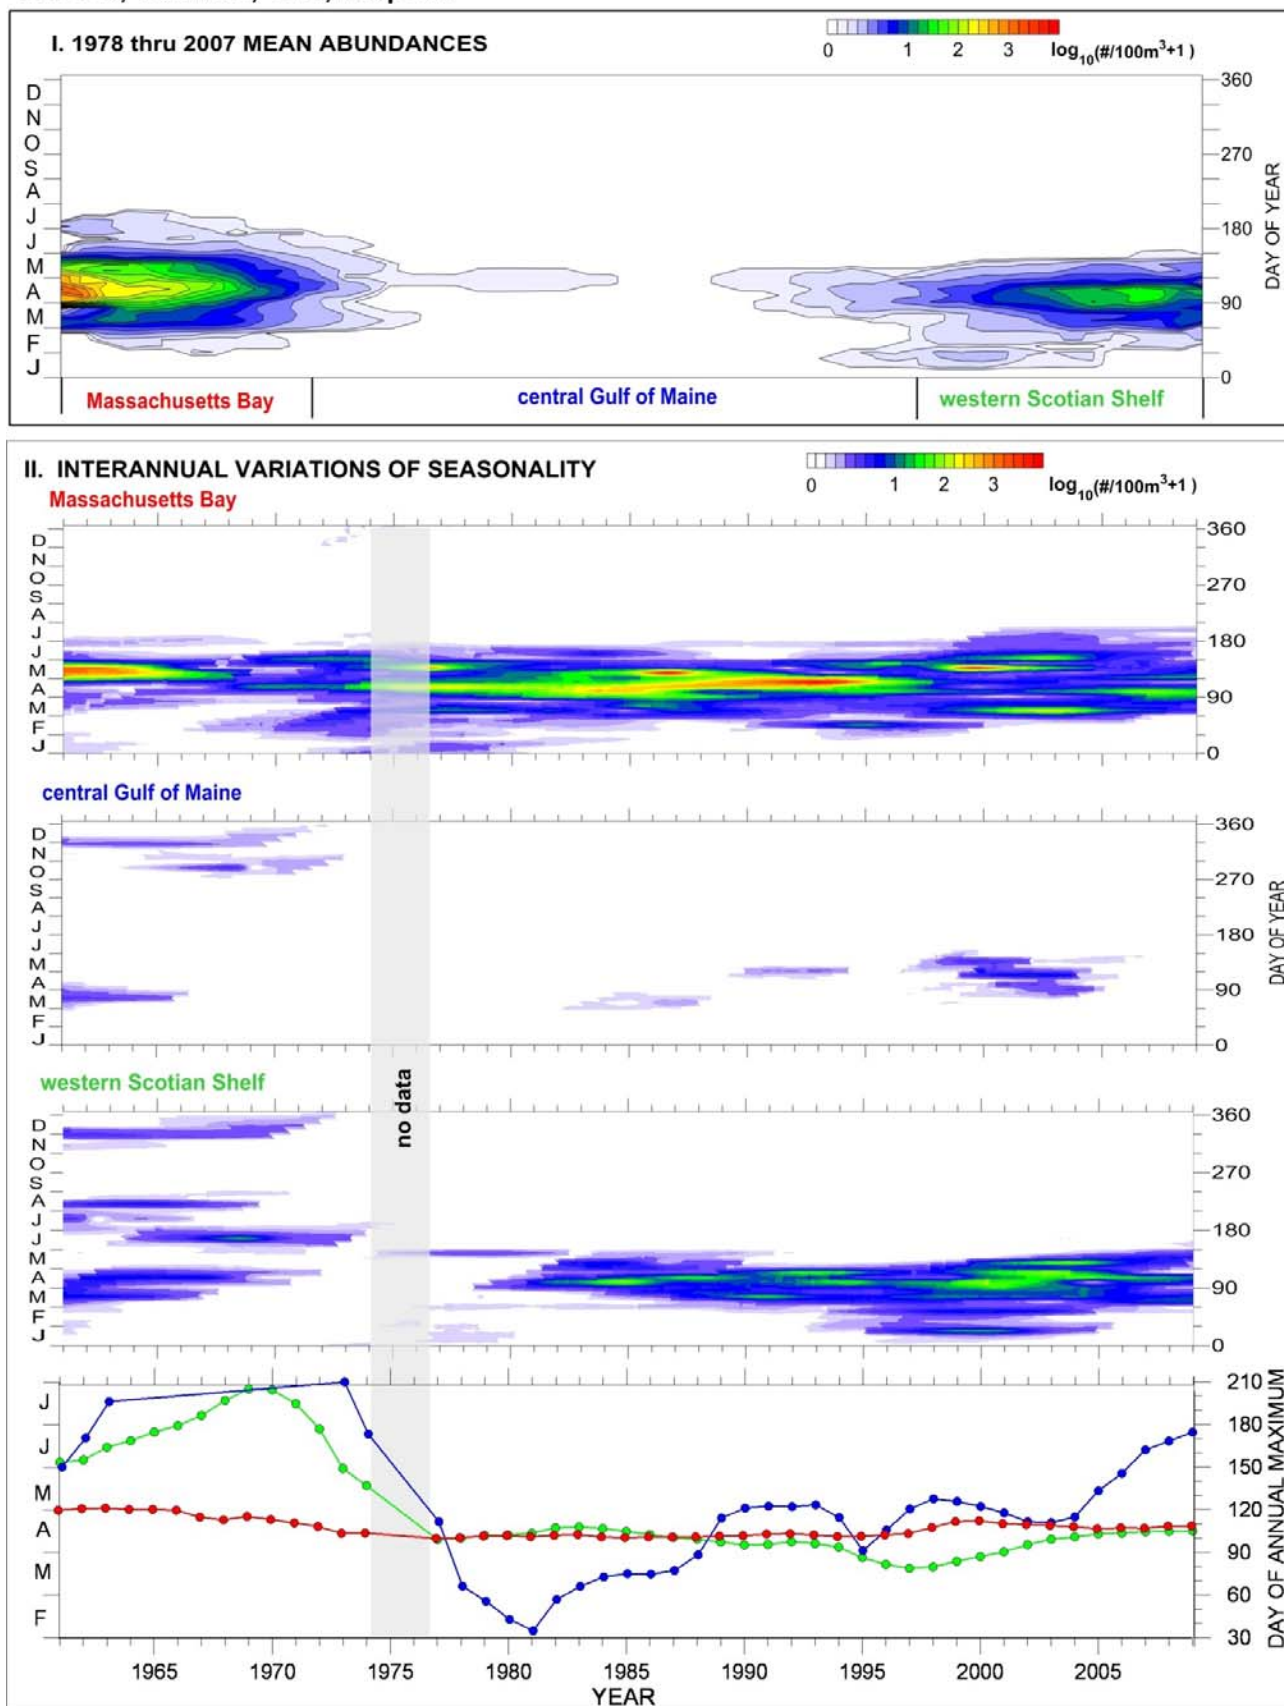 I. 1978 thru 2007 MEAN ABUNDANCES
0 1 2 3 log10(#/100m³+1)
D
N
O
S
A
J
J
M
A
M
F
J
360
270
180
90
0
DAY OF YEAR
Massachusetts Bay
central Gulf of Maine
western Scotian Shelf
II. INTERANNUAL VARIATIONS OF SEASONALITY
0 1 2 3 log10(#/100m³+1)
Massachusetts Bay
D
N
O
S
A
J
J
M
A
M
F
J
360
270
180
90
0
central Gulf of Maine
D
N
O
S
A
J
J
M
A
M
F
J
360
270
180
90
0
DAY OF YEAR
western Scotian Shelf
no data
D
N
O
S
A
J
J
M
A
M
F
J
360
270
180
90
0
J
J
M
A
M
F
210
180
150
120
90
60
30
DAY OF ANNUAL MAXIMUM
1965 1970 1975 1980 1985 1990 1995 2000 2005
YEAR